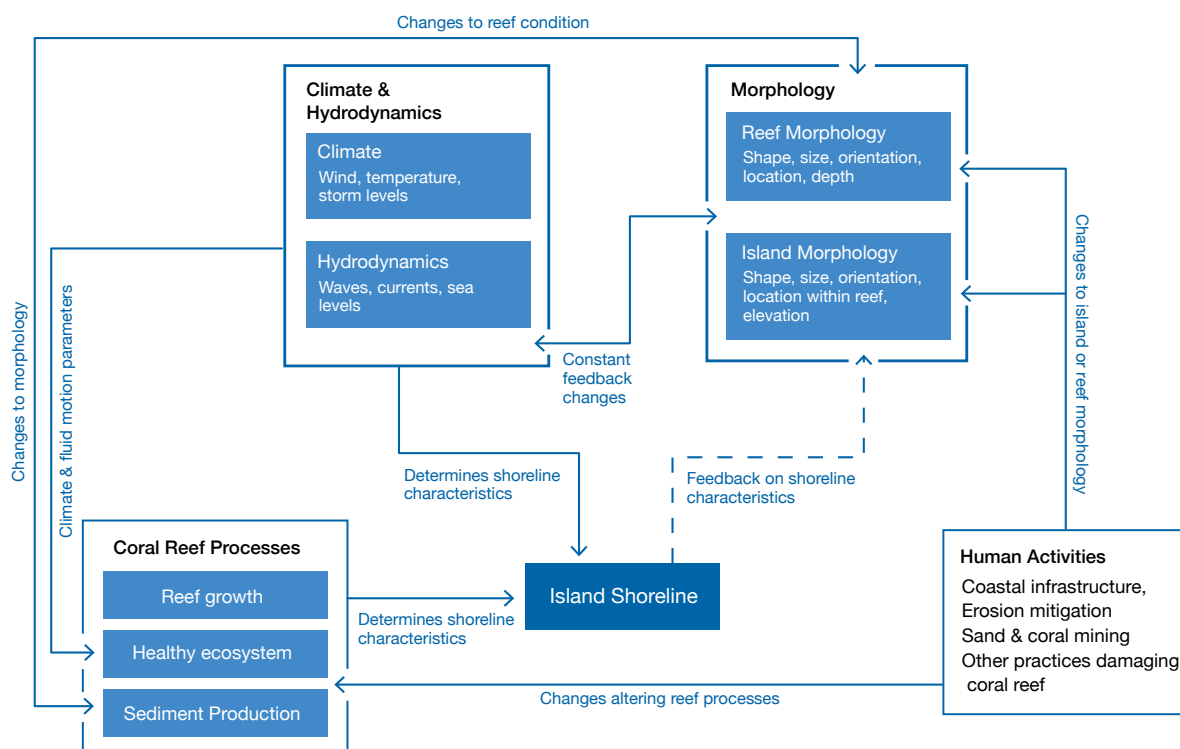 Changes to reef condition
Climate &
Hydrodynamics
Climate
Wind, temperature,
storm levels
Hydrodynamics
Waves, currents, sea
levels
Morphology
Reef Morphology
Shape, size, orientation,
location, depth
Island Morphology
Shape, size, orientation,
location within reef,
elevation
Constant
feedback
changes
Changes to morphology
Climate & fluid motion parameters
Changes to island or reef morphology
Determines shoreline
characteristics
Feedback on shoreline
characteristics
Coral Reef Processes
Reef growth
Healthy ecosystem
Sediment Production
Determines shoreline
characteristics
Island Shoreline
Human Activities
Coastal infrastructure,
Erosion mitigation
Sand & coral mining
Other practices damaging
coral reef
Changes altering reef processes